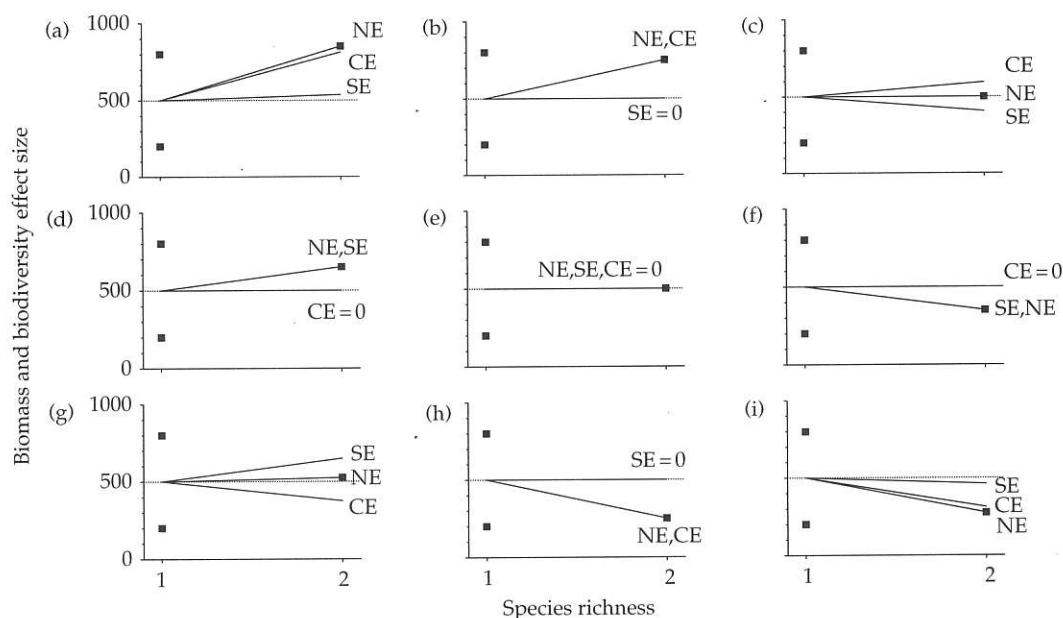 Biomass and biodiversity effect size
(a)
1000
500
0
NE
CE
SE
(b)
NE,CE
SE = 0
(c)
CE
NE
SE
(d)
1000
500
0
NE,SE
CE = 0
(e)
NE,SE,CE = 0
(f)
CE = 0
SE,NE
(g)
1000
500
0
SE
NE
CE
1
2
(h)
SE = 0
NE,CE
1
2
(i)
SE
CE
NE
1
2
Species richness